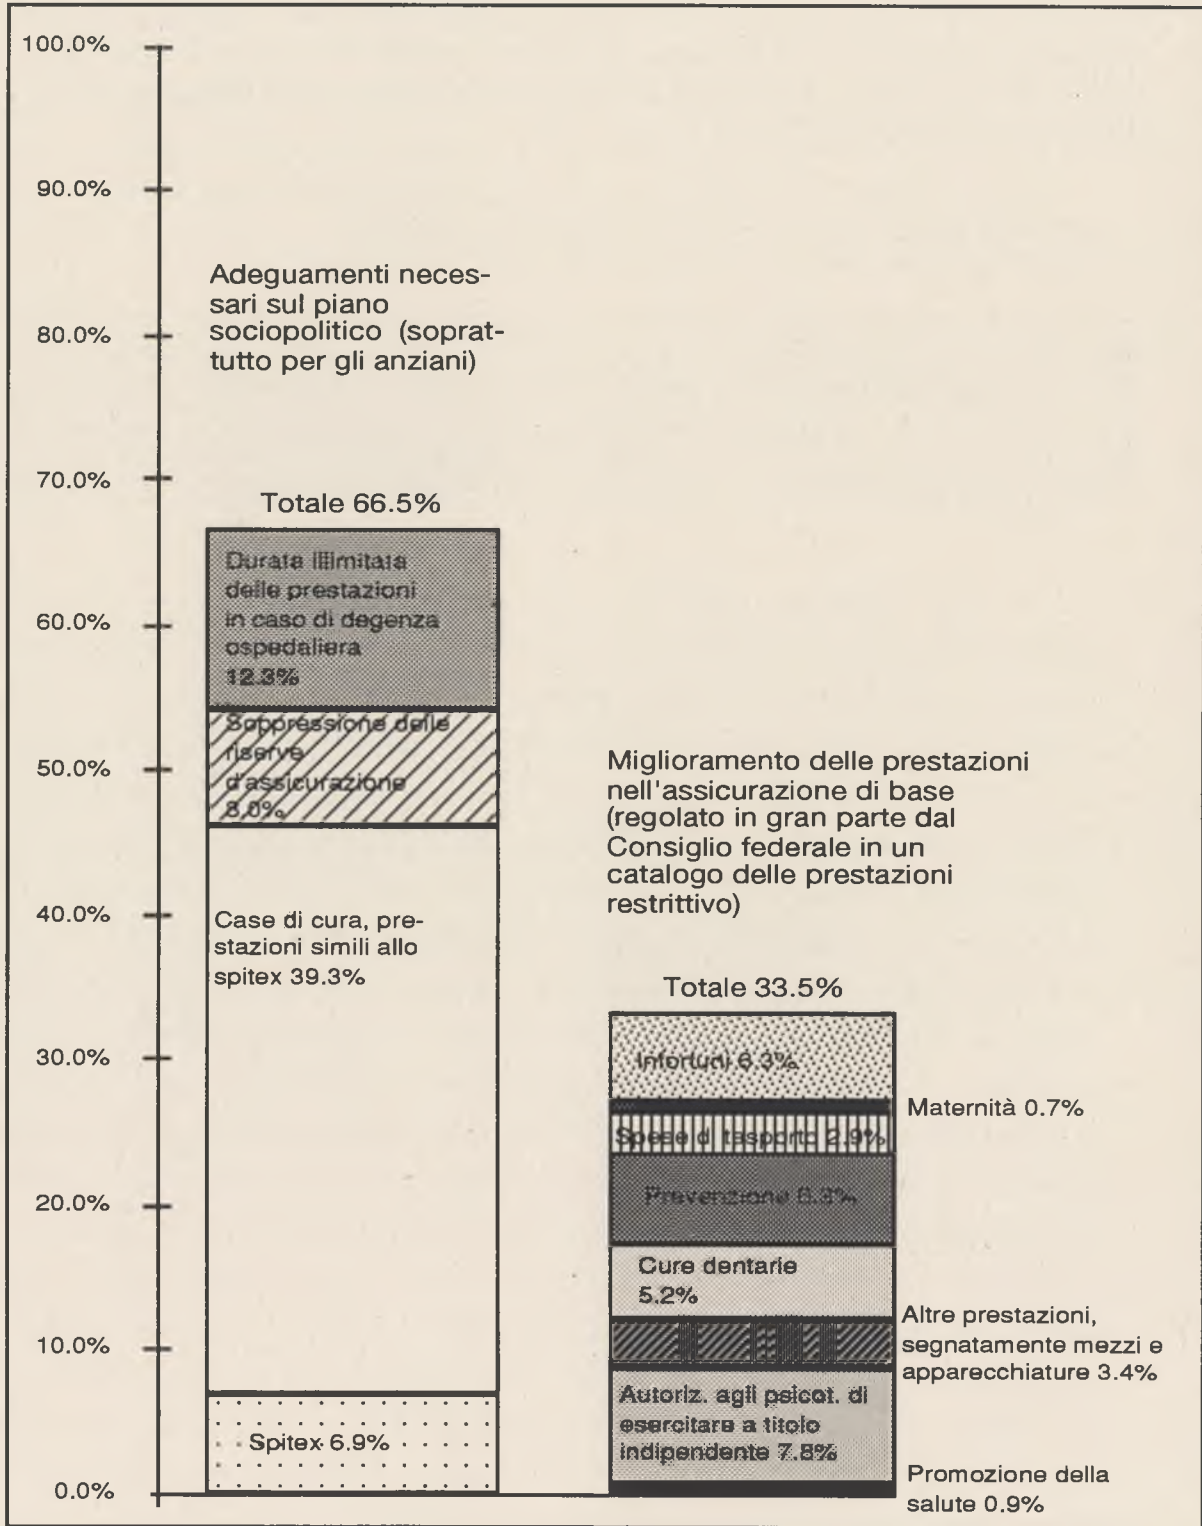 100.0%
90.0%
80.0%
70.0%
60.0%
50.0%
40.0%
30.0%
20.0%
10.0%
0.0%
Adeguamenti neces-
sari sul piano
sociopolitico (soprat-
tutto per gli anziani)
Totale 66.5%
Durata illimitata
delle prestazioni
in caso di degenza
ospedaliera
12.3%
Soppressione delle
riserve
d'assicurazione
8.0%
Case di cura, pre-
stazioni simili allo
spitex 39.3%
Spitex 6.9%
Miglioramento delle prestazioni
nell'assicurazione di base
(regolato in gran parte dal
Consiglio federale in un
catalogo delle prestazioni
restrittivo)
Totale 33.5%
Infortuni 6.3%
Maternità 0.7%
Spese di tasporto 2.9%
Prevenzione 6.3%
Cure dentarie
5.2%
Altre prestazioni,
segnatamente mezzi e
apparecchiature 3.4%
Autoriz. agli psicot. di
esercitare a titolo
indipendente 7.8%
Promozione della
salute 0.9%